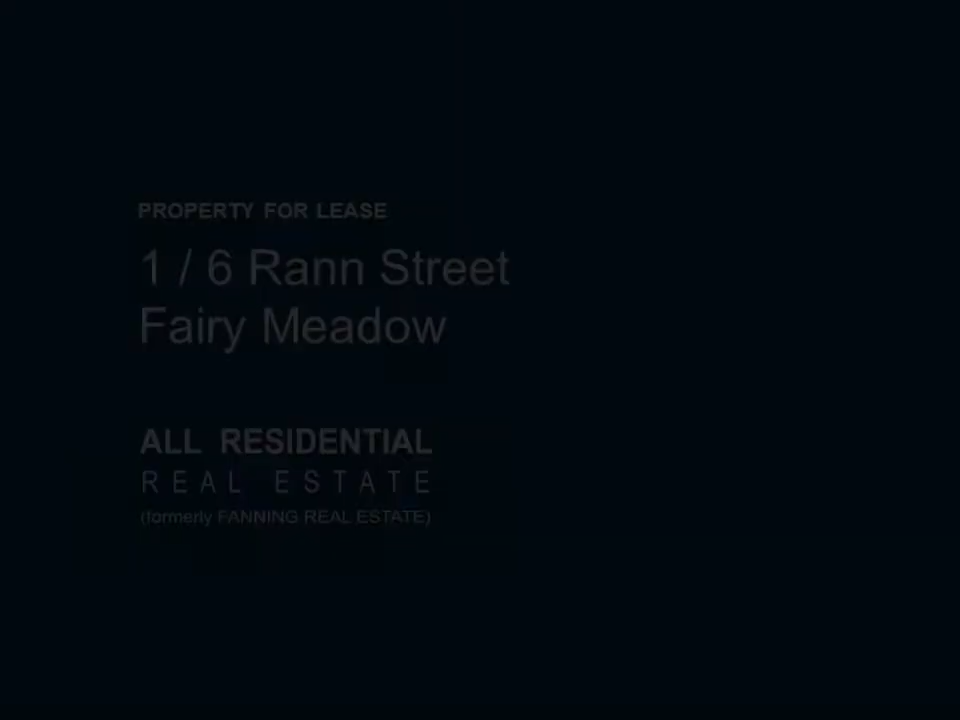 PROPERTY FOR LEASE
1 / 6 Rann Street
Fairy Meadow
ALL RESIDENTIAL
REAL ESTATE
(formerly FANNING REAL ESTATE)